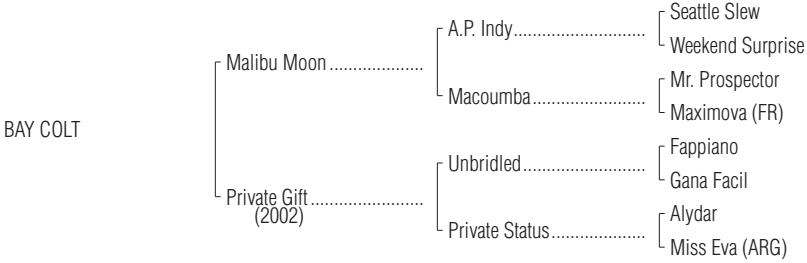 Seattle Slew
A.P. Indy............................
Weekend Surprise
Malibu Moon ....................
Mr. Prospector
Macoumba........................
Maximova (FR)
BAY COLT
Fappiano
Unbridled..........................
Gana Facil
Private Gift ........................
(2002)
Alydar
Private Status....................
Miss Eva (ARG)